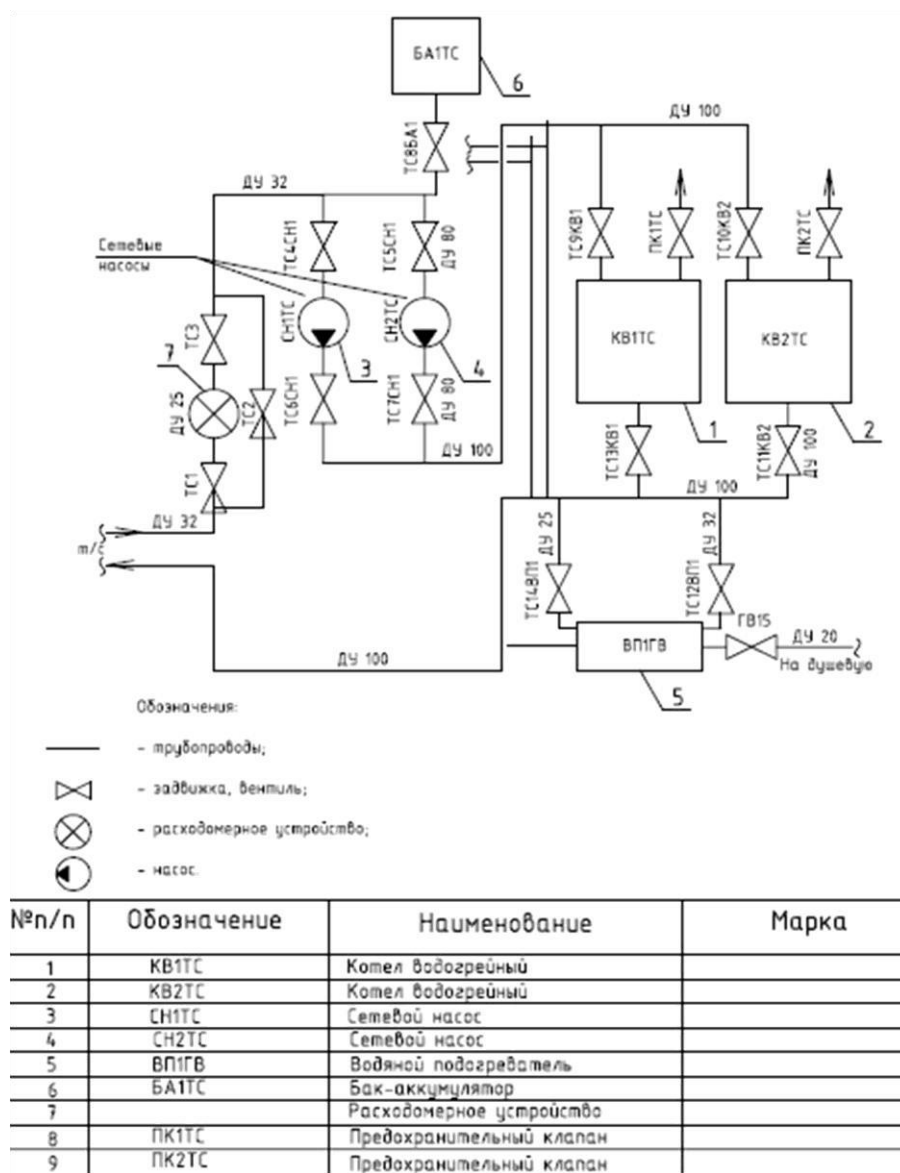 БА1ТС
6
ТС8БА1
ДУ 100
ДУ 32
Сетевые
насосы
ТС4СН1
ТС5СН1
ДУ 80
ТС9КВ1
ПК1ТС
ТС10КВ2
ПК2ТС
СН1ТС
СН2ТС
КВ1ТС
КВ2ТС
7
ТС3
3
4
ДУ 25
ТС2
ТС6СН1
ТС7СН1
ДУ 80
1
2
ТС1
ДУ 100
ТС13КВ1
ТС11КВ2
ДУ 100
ДУ 100
ДУ 32
т/с
ДУ 25
ДУ 32
ТС14ВП1
ТС12ВП1
ГВ15
ВП1ГВ
ДУ 20
На душевую
ДУ 100
5
Обозначения:
- трубопроводы;
- задвижка, вентиль;
- расходомерное устройство;
- насос.
№п/п Обозначение Наименование Марка
1 КВ1ТС Котел водогрейный
2 КВ2ТС Котел водогрейный
3 СН1ТС Сетевой насос
4 СН2ТС Сетевой насос
5 ВП1ГВ Водяной подогреватель
6 БА1ТС Бак-аккумулятор
7 Расходомерное устройство
8 ПК1ТС Предохранительный клапан
9 ПК2ТС Предохранительный клапан